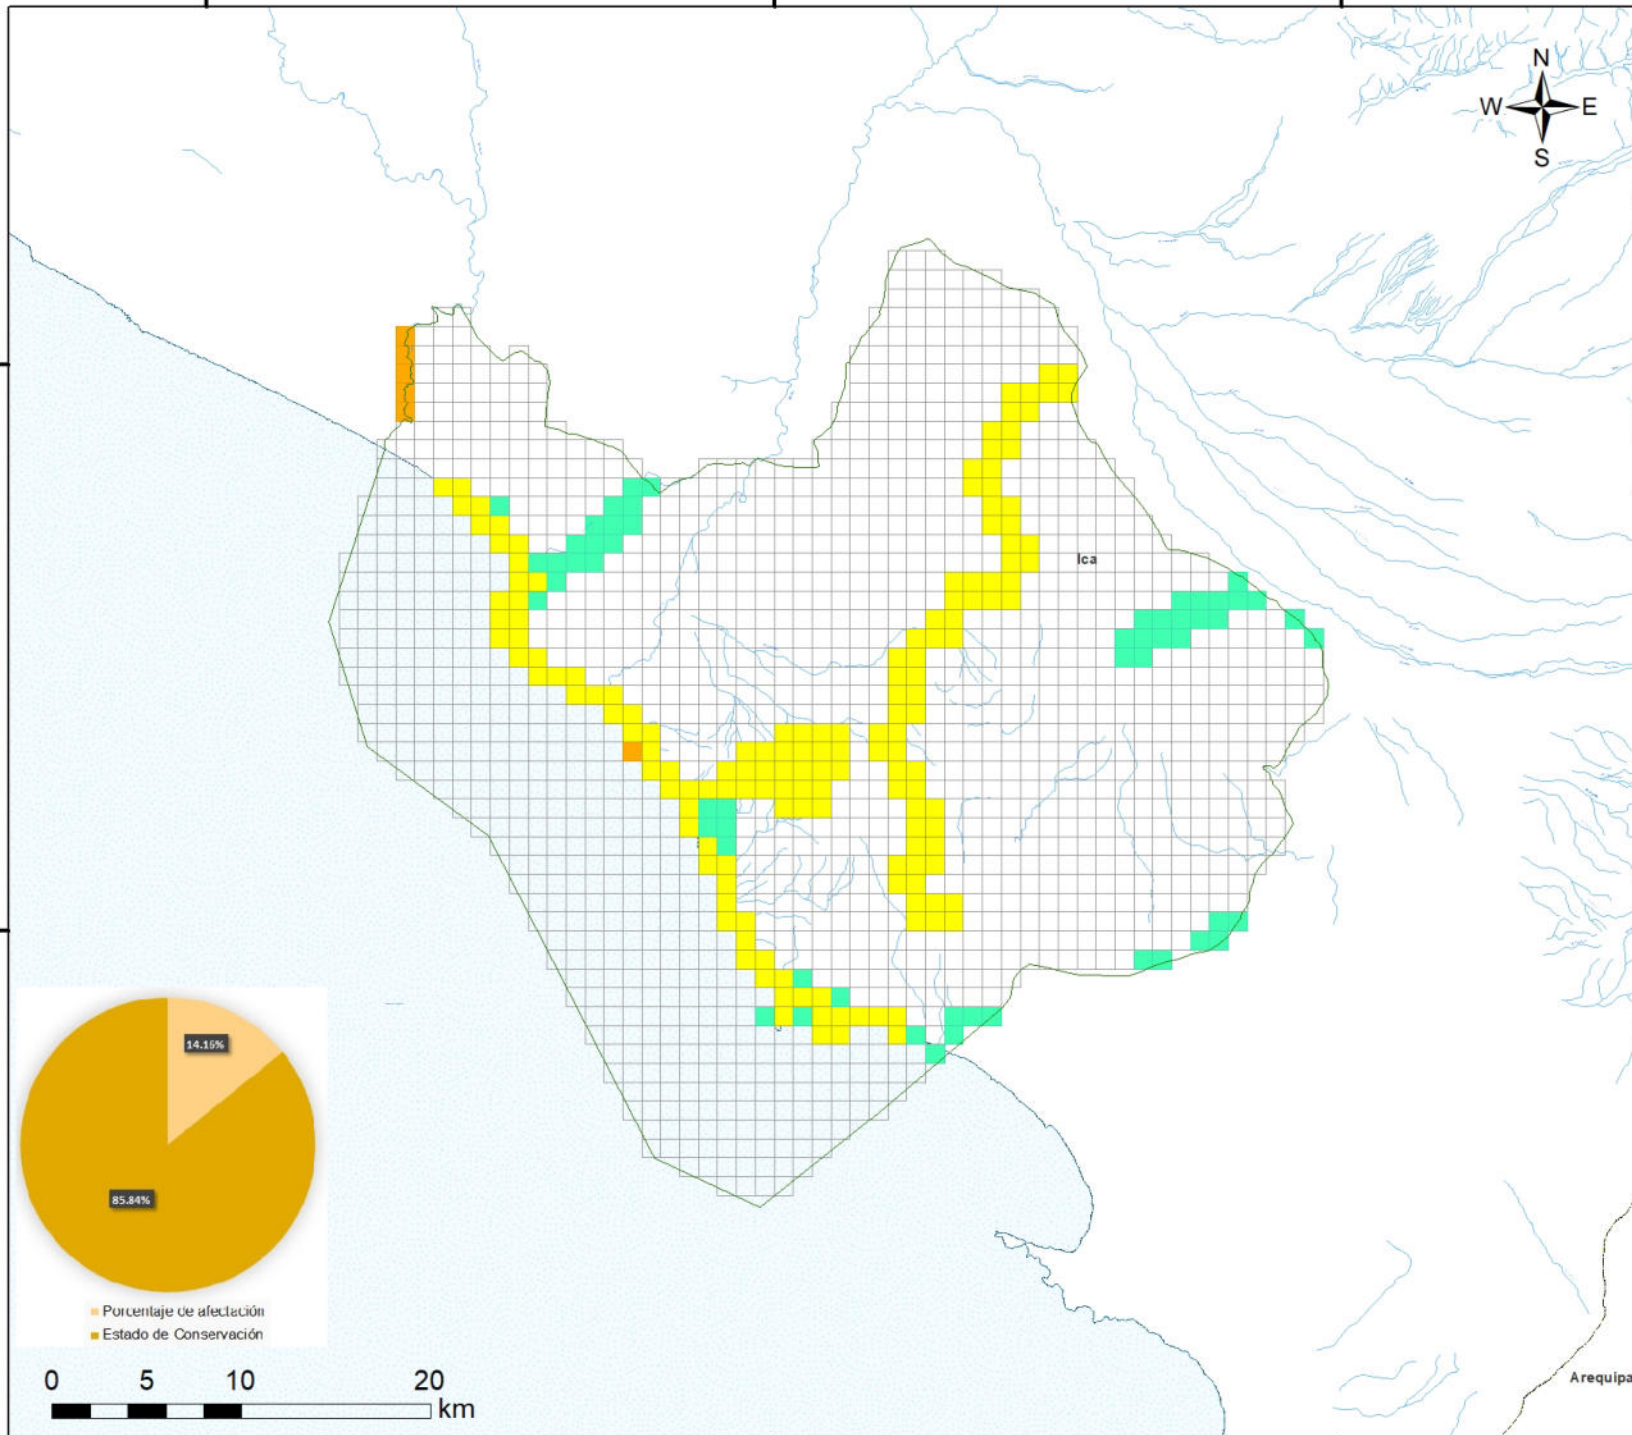 N
W E
S
Ica
14.15%
85.84%
Porcentaje de afectación
Estado de Conservación
0 5 10 20
km
Arequipa